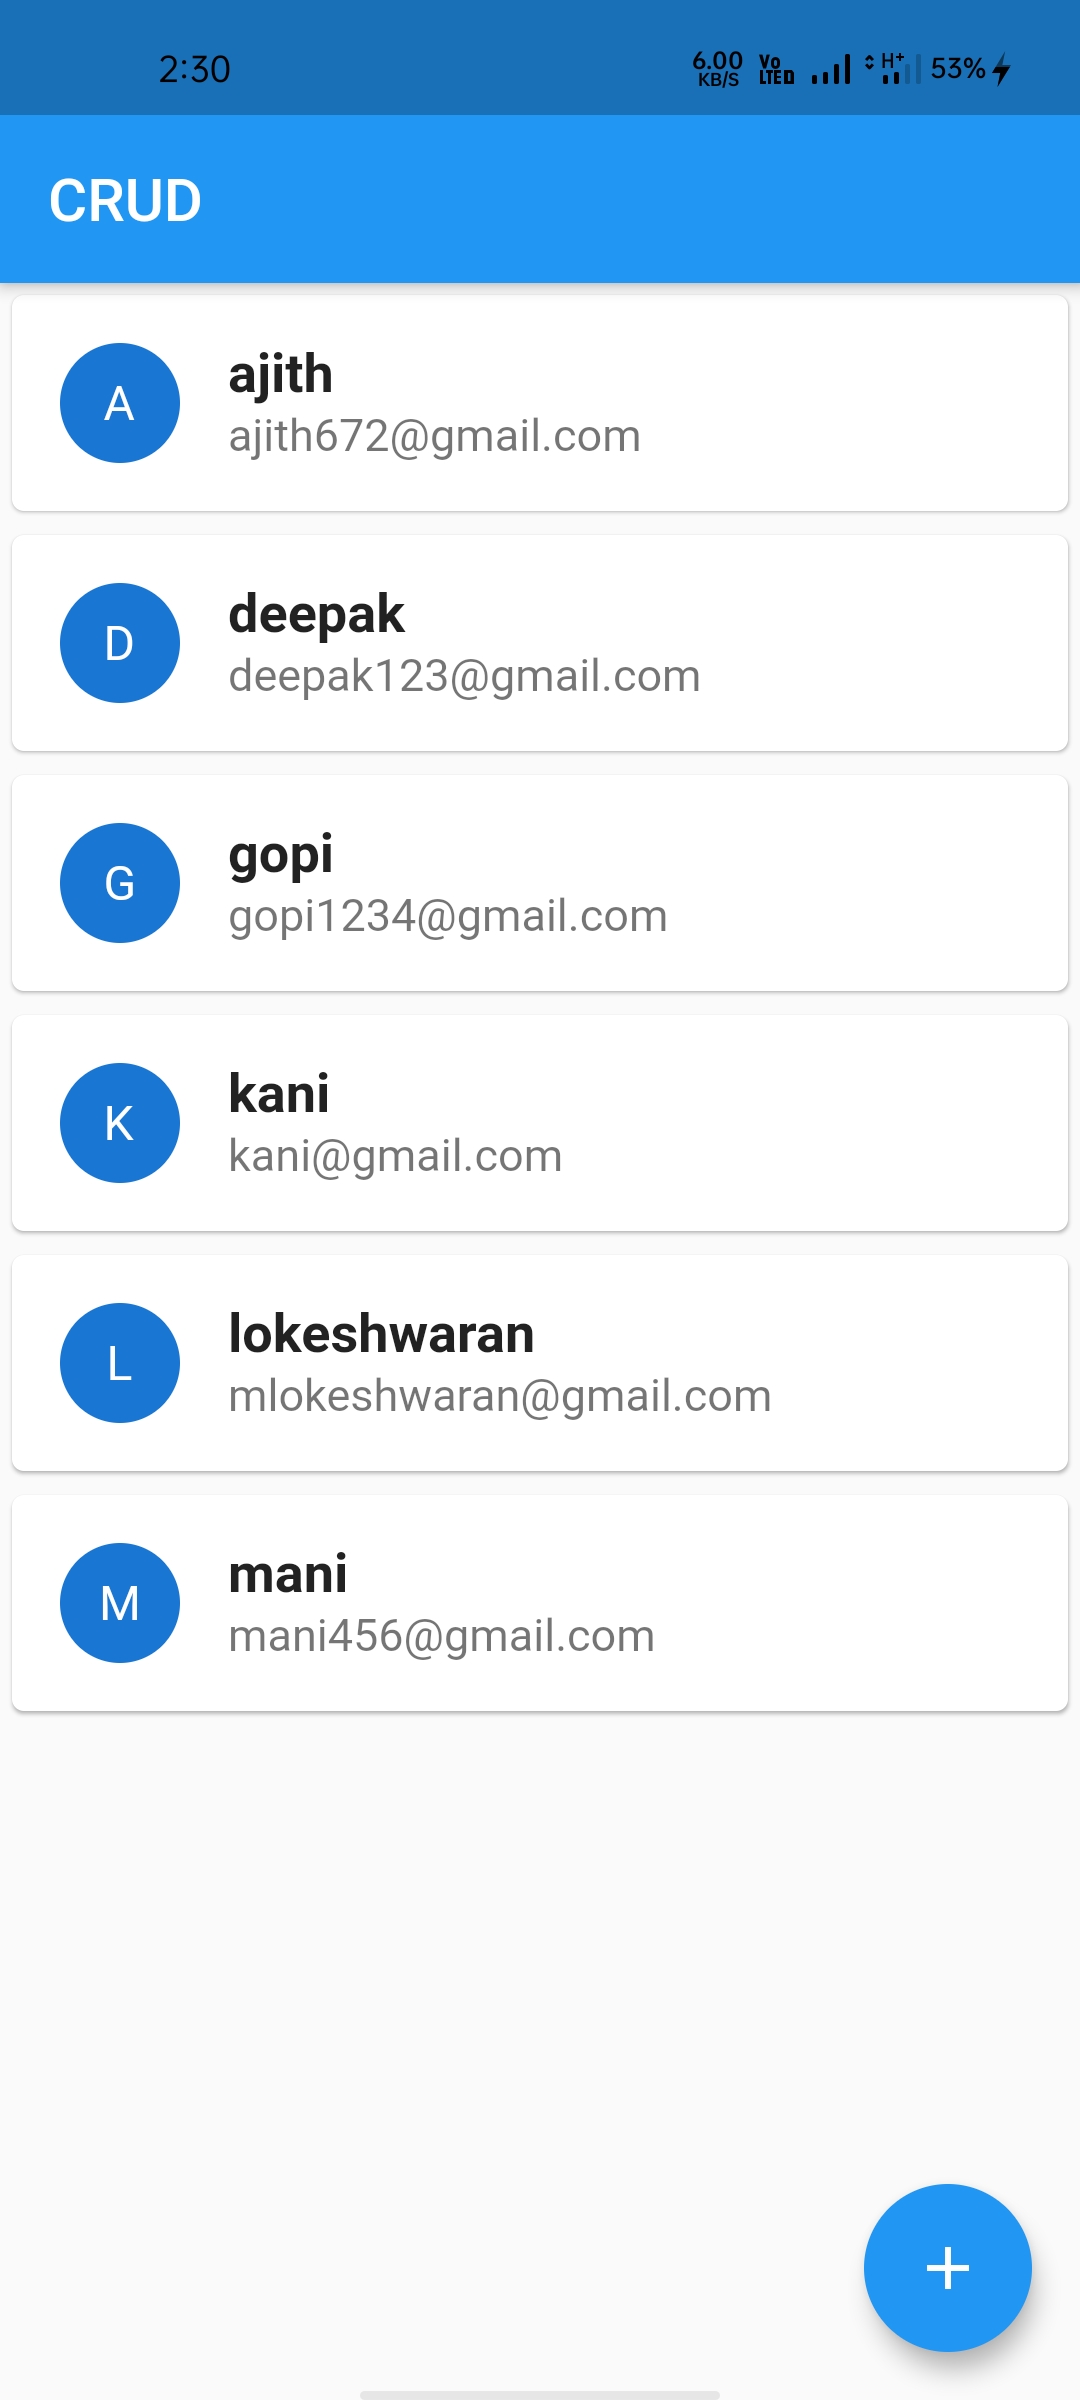 2:30 6.00 KB/S Vo LTE D H+ 53%
CRUD
A
ajith
ajith672@gmail.com
D
deepak
deepak123@gmail.com
G
gopi
gopi1234@gmail.com
K
kani
kani@gmail.com
L
lokeshwaran
mlokeshwaran@gmail.com
M
mani
mani456@gmail.com
+